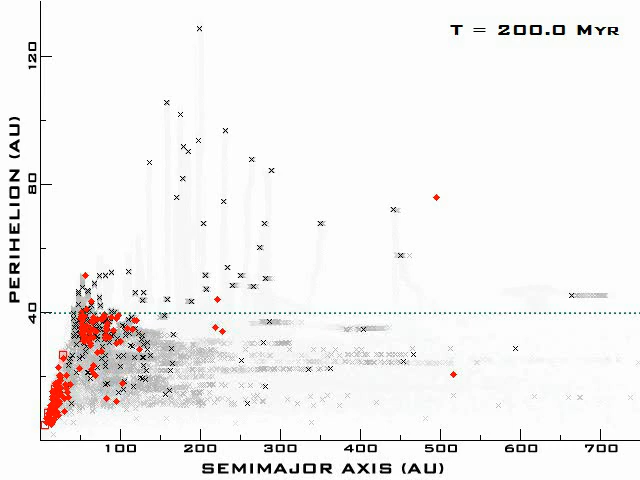 T = 200.0 Myr
120
80
40
PERIHELION (AU)
100 200 300 400 500 600 700
SEMIMAJOR AXIS (AU)